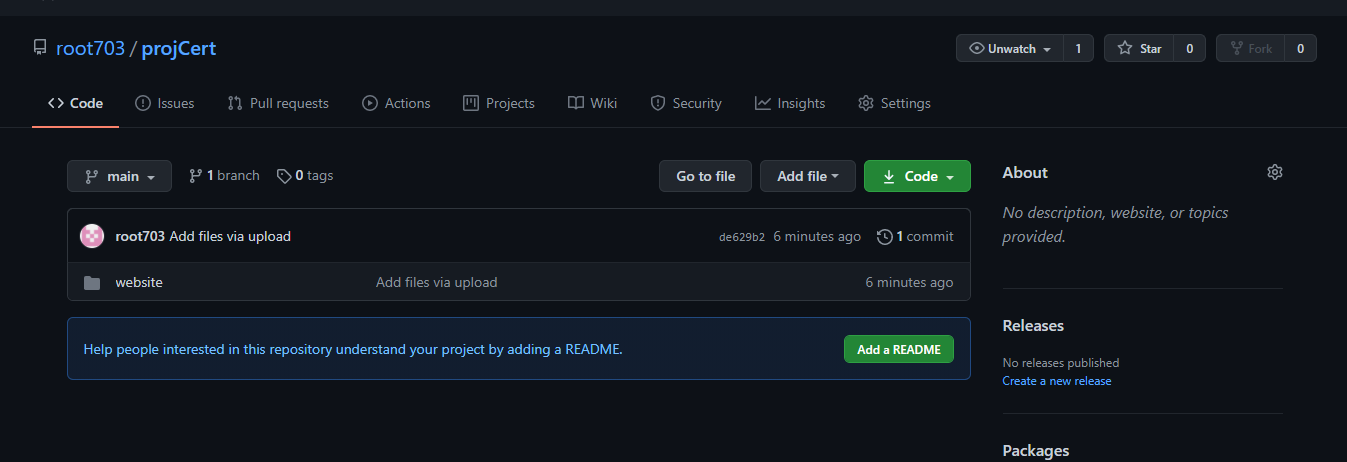 root703 / projCert
Unwatch 1 Star 0 Fork 0
Code Issues Pull requests Actions Projects Wiki Security Insights Settings
main 1 branch 0 tags Go to file Add file Code
root703 Add files via upload de629b2 6 minutes ago 1 commit
website Add files via upload 6 minutes ago
Help people interested in this repository understand your project by adding a README. Add a README
About
No description, website, or topics
provided.
Releases
No releases published
Create a new release
Packages